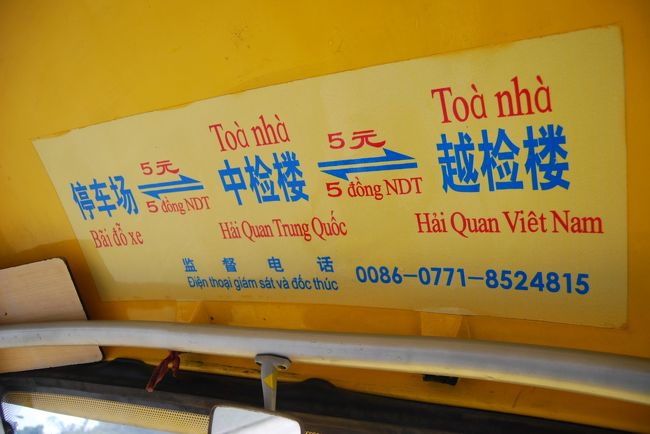 Toà nhà
Toà nhà
5元
5元
停车场
中检楼
越检楼
5 đồng NDT
5 đồng NDT
Bãi đỗ xe
Hải Quan Trung Quốc
Hải Quan Việt Nam
监督电话
Điện thoại giám sát và đốc thúc
0086-0771-8524815